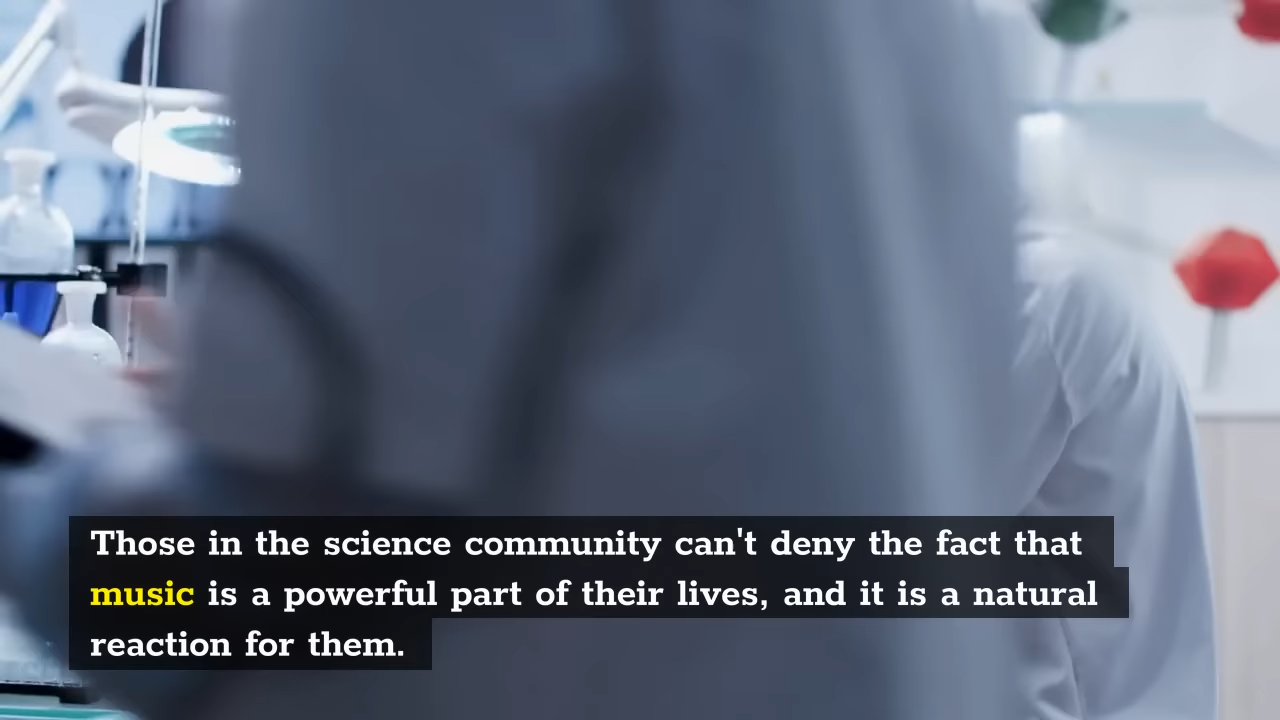 Those in the science community can't deny the fact that
music is a powerful part of their lives, and it is a natural
reaction for them.